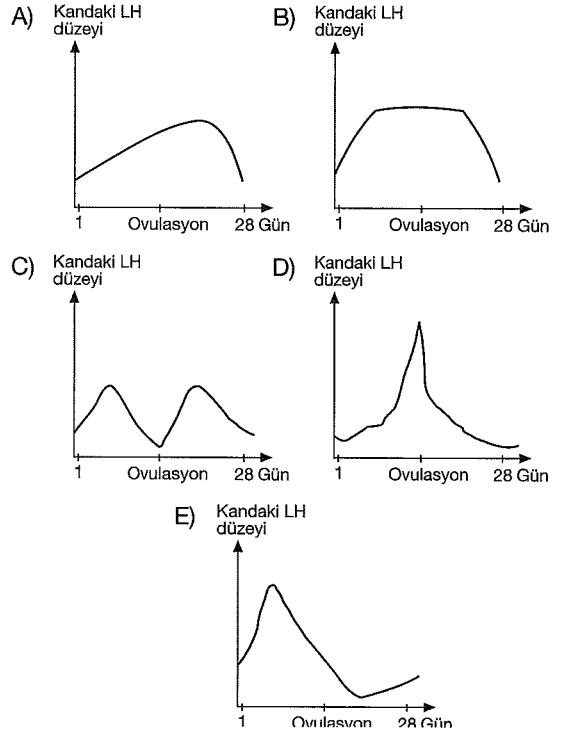 A) Kandaki LH
düzeyi
1 Ovulasyon 28 Gün
B) Kandaki LH
düzeyi
1 Ovulasyon 28 Gün
C) Kandaki LH
düzeyi
1 Ovulasyon 28 Gün
D) Kandaki LH
düzeyi
1 Ovulasyon 28 Gün
E) Kandaki LH
düzeyi
1 Ovulasyon 28 Gün